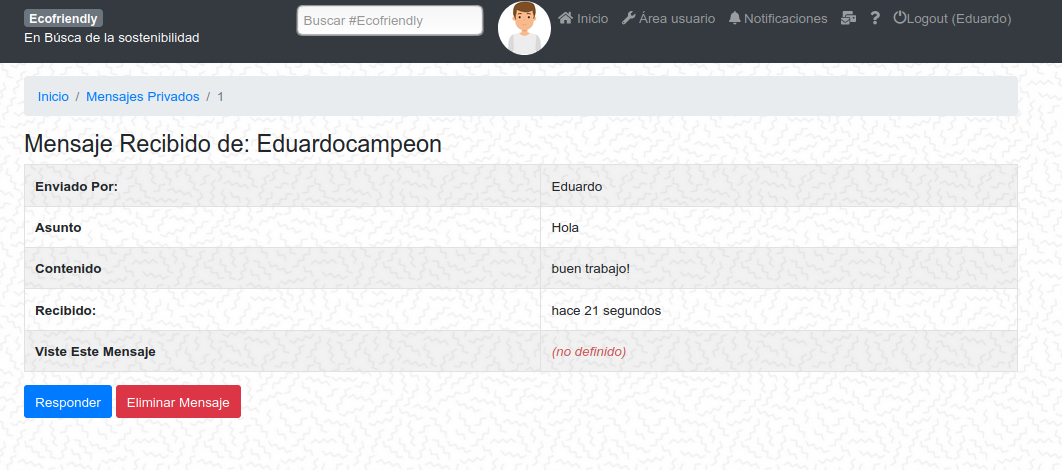 Ecofriendly
En Búsca de la sostenibilidad
Buscar #Ecofriendly
Inicio
Área usuario
Notificaciones
?
Logout (Eduardo)
Inicio / Mensajes Privados / 1
Mensaje Recibido de: Eduardocampeon
Enviado Por: Eduardo
Asunto Hola
Contenido buen trabajo!
Recibido: hace 21 segundos
Viste Este Mensaje (no definido)
Responder
Eliminar Mensaje